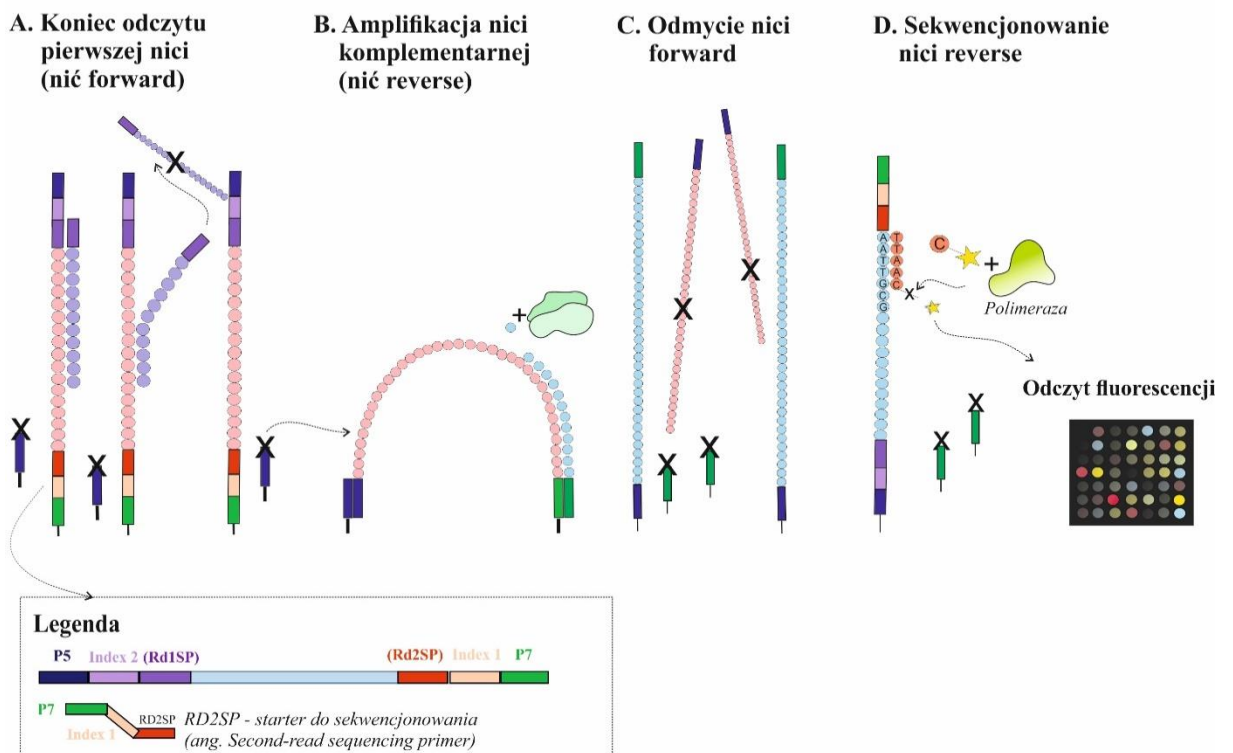 A. Koniec odczytu
pierwszej nici
(nić forward)
B. Amplifikacja nici
komplementarnej
(nić reverse)
C. Odmycie nici
forward
D. Sekwencjonowanie
nici reverse
X
X
X
X
+
X
X
X
X
A T
A T
T A
T A
G C
C
G
C
+
X
Polimeraza
Odczyt fluorescencji
X
X
Legenda
P5 Index 2 (Rd1SP) (Rd2SP) Index 1 P7
P7 RD2SP RD2SP - starter do sekwencjonowania
Index 1 (ang. Second-read sequencing primer)